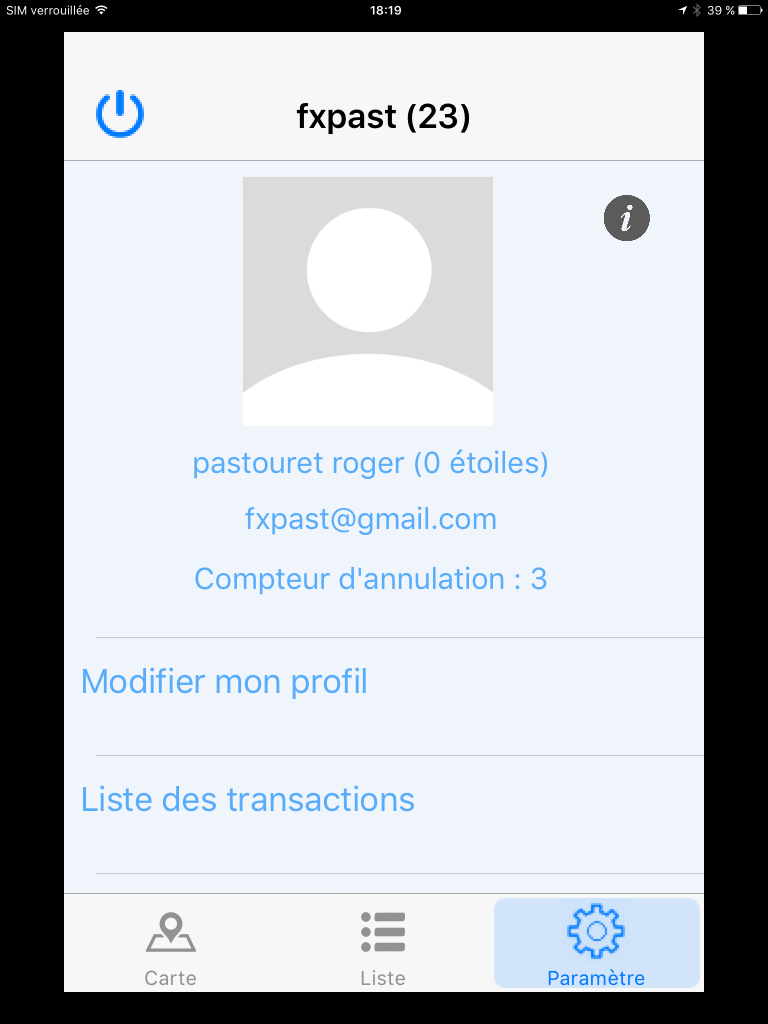 SIM verrouillée 18:19 39 %
fxpast (23)
i
pastouret roger (0 étoiles)
fxpast@gmail.com
Compteur d'annulation : 3
Modifier mon profil
Liste des transactions
Carte Liste Paramètre